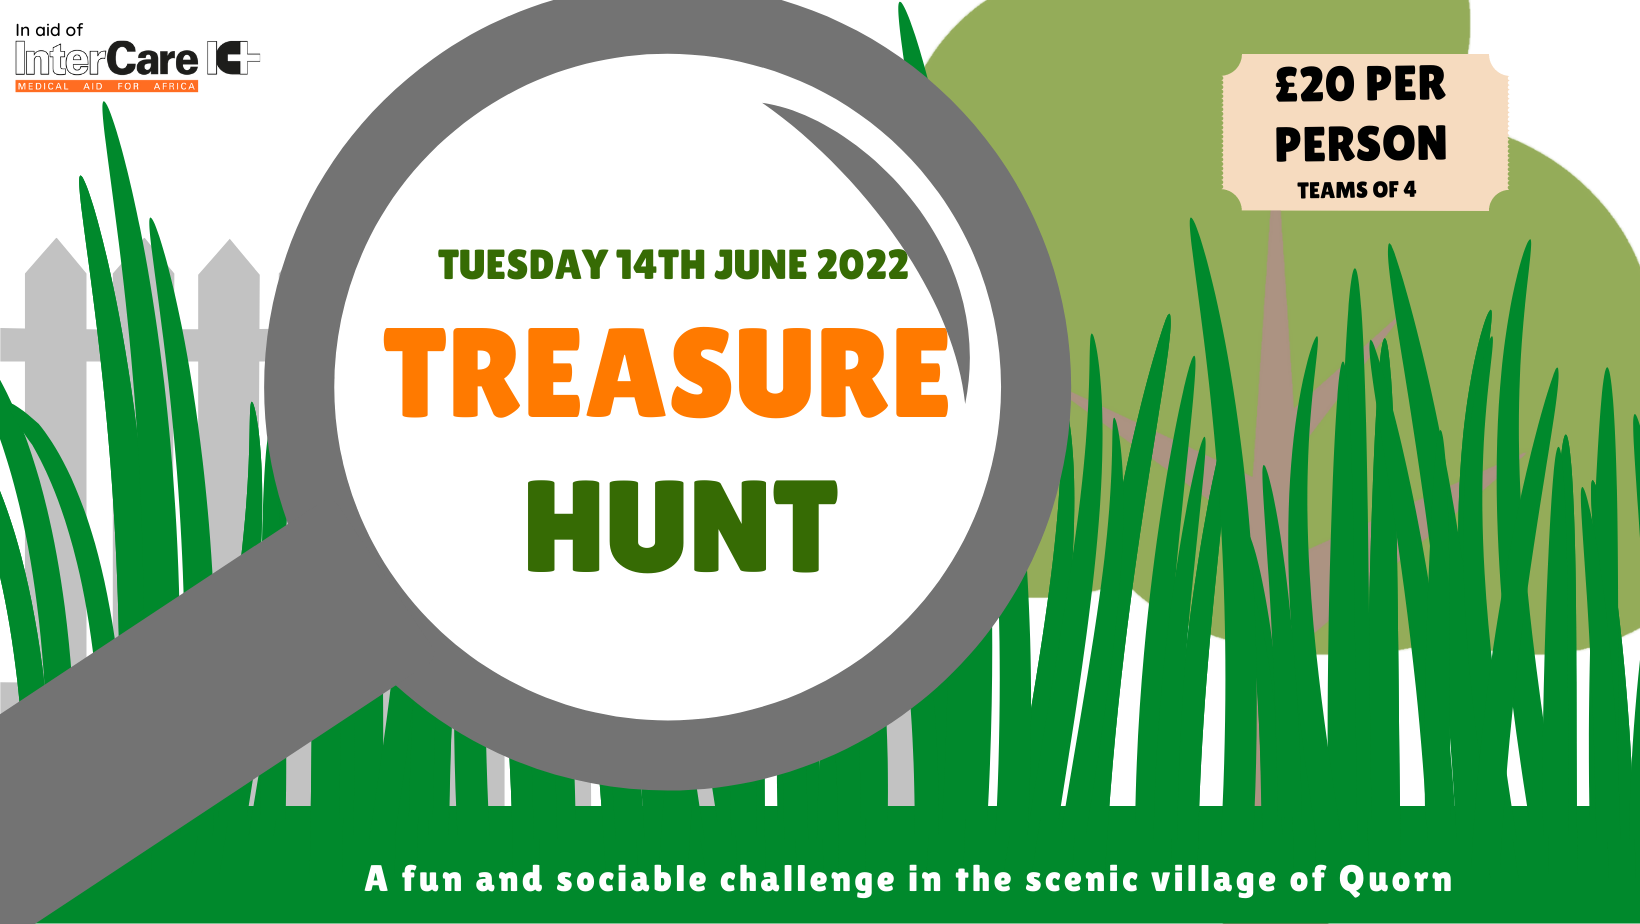 In aid of
InterCare
MEDICAL AID FOR AFRICA
£20 PER
PERSON
TEAMS OF 4
TUESDAY 14TH JUNE 2022
TREASURE
HUNT
A fun and sociable challenge in the scenic village of Quorn